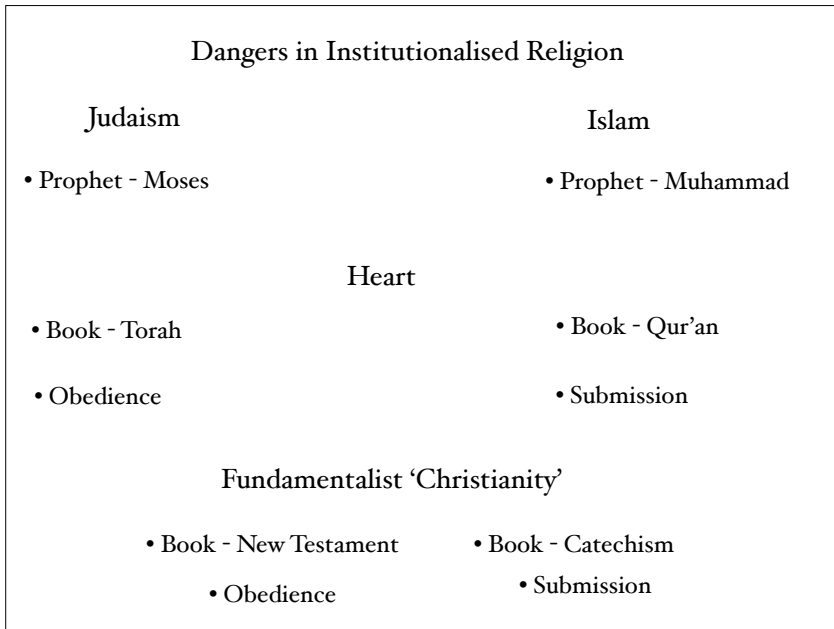 Dangers in Institutionalised Religion
Judaism
Islam
• Prophet - Moses
• Prophet - Muhammad
Heart
• Book - Torah
• Book - Qur’an
• Obedience
• Submission
Fundamentalist ‘Christianity’
• Book - New Testament
• Book - Catechism
• Obedience
• Submission